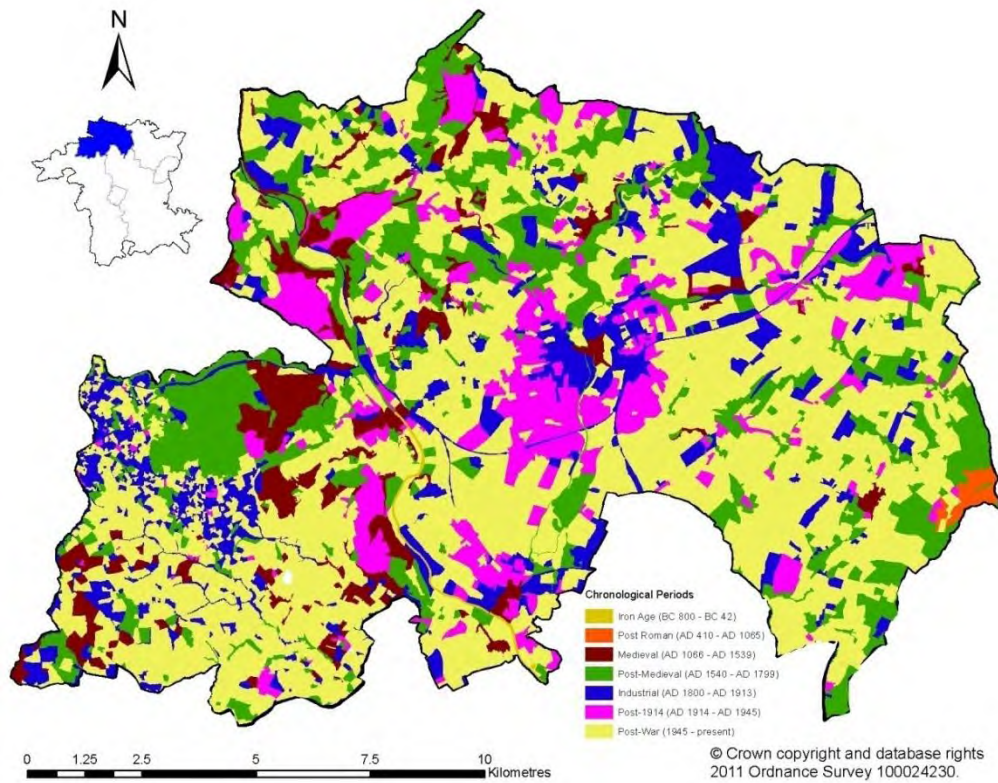 N
Chronological Periods
Iron Age (BC 800 - BC 42)
Post Roman (AD 410 - AD 1065)
Medieval (AD 1066 - AD 1539)
Post-Medieval (AD 1540 - AD 1799)
Industrial (AD 1800 - AD 1913)
Post-1914 (AD 1914 - AD 1945)
Post-War (1945 - present)
0 1.25 2.5 5 7.5 10
Kilometres
© Crown copyright and database rights
2011 Ordnance Survey 100024230